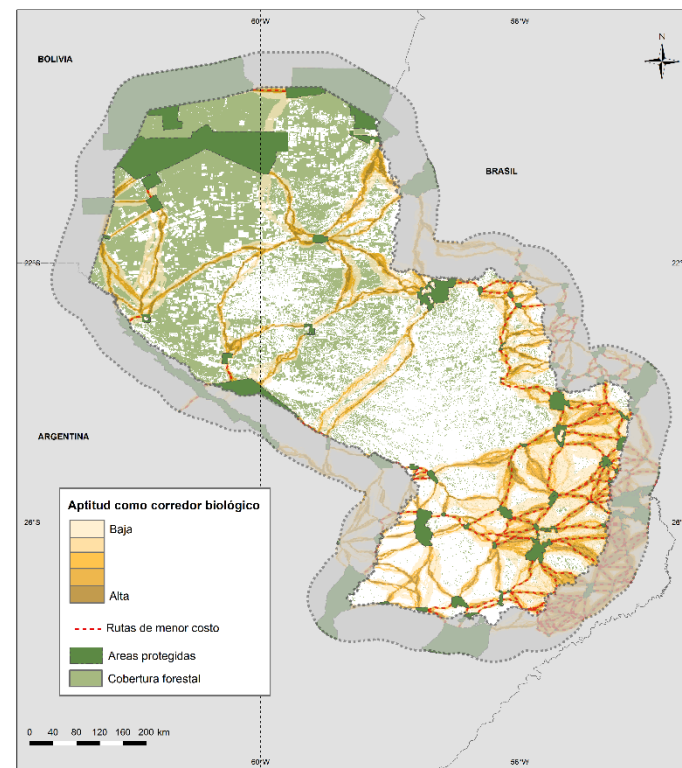 60°W
56°W
BOLIVIA
N
BRASIL
22°S
22°
ARGENTINA
26°S
26°
Aptitud como corredor biológico
Baja
Alta
Rutas de menor costo
Areas protegidas
Cobertura forestal
0 40 80 120 160 200 km
60°W
56°W